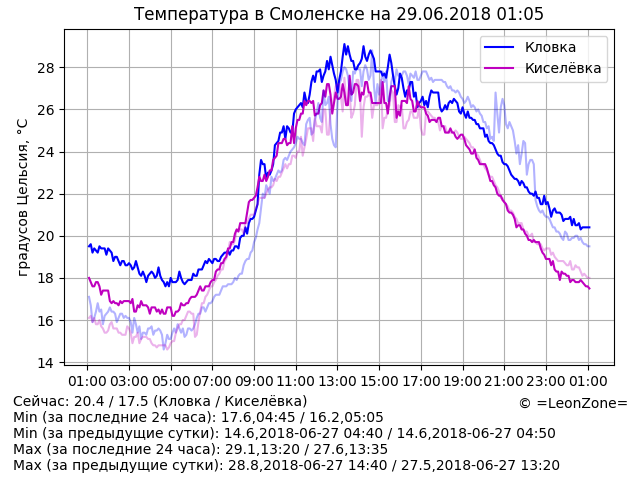 Температура в Смоленске на 29.06.2018 01:05
Кловка
Киселёвка
градусов Цельсия, °C
28
26
24
22
20
18
16
14
01:00 03:00 05:00 07:00 09:00 11:00 13:00 15:00 17:00 19:00 21:00 23:00 01:00
Сейчас: 20.4 / 17.5 (Кловка / Киселёвка)
© =LeonZone=
Min (за последние 24 часа): 17.6,04:45 / 16.2,05:05
Min (за предыдущие сутки): 14.6,2018-06-27 04:40 / 14.6,2018-06-27 04:50
Max (за последние 24 часа): 29.1,13:20 / 27.6,13:35
Max (за предыдущие сутки): 28.8,2018-06-27 14:40 / 27.5,2018-06-27 13:20